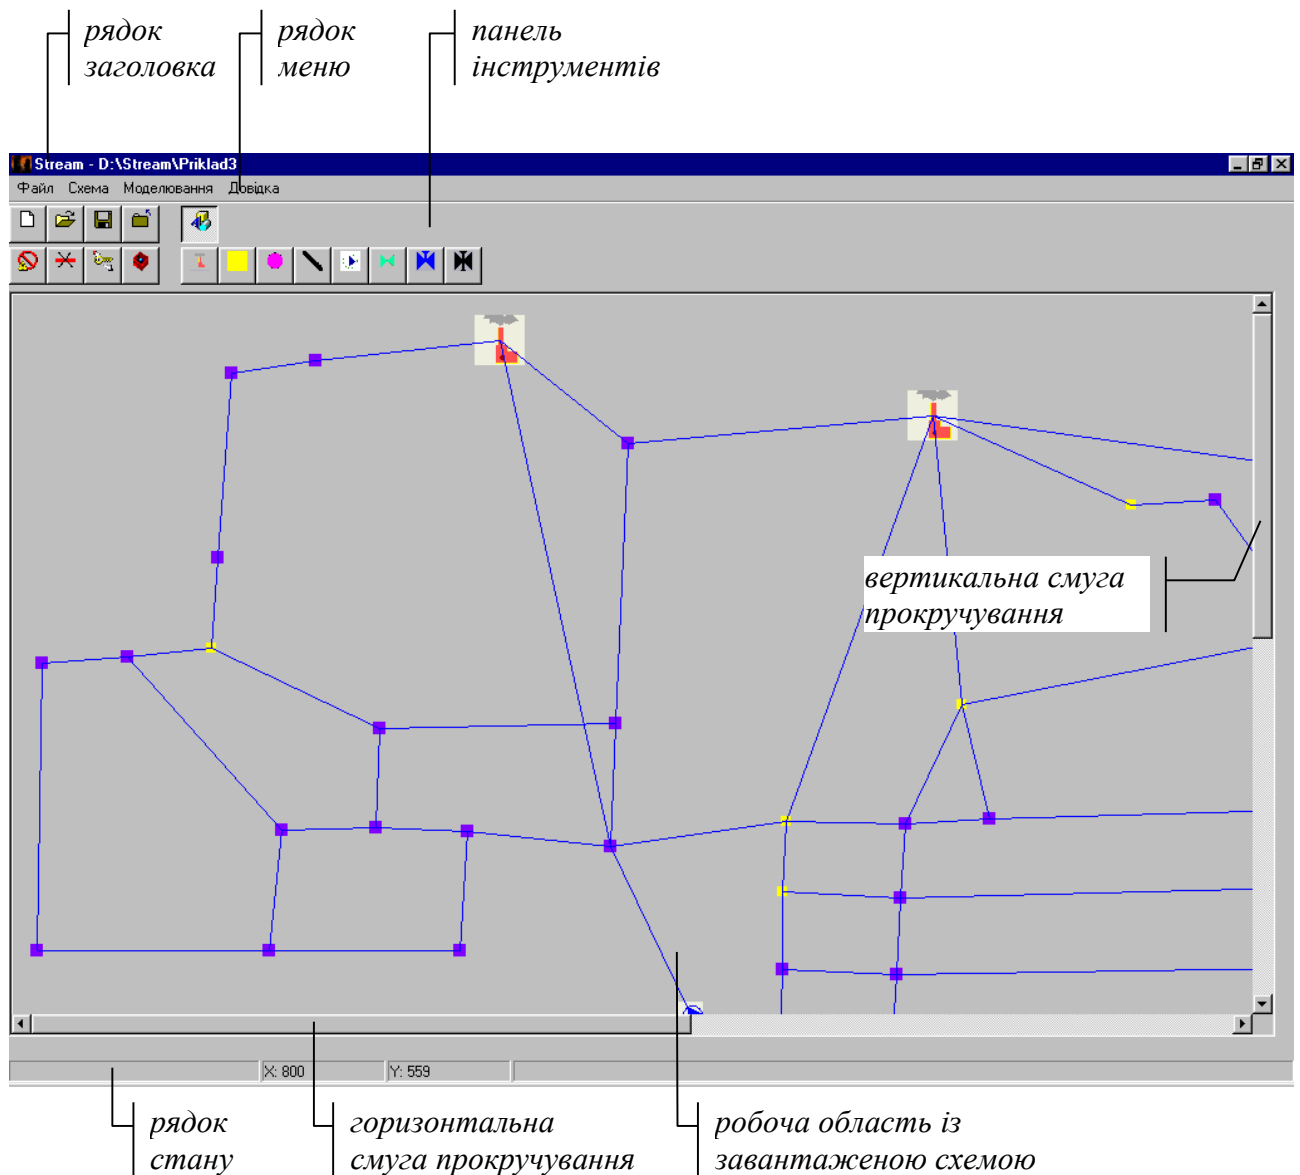 рядок
заголовка
рядок
меню
панель
інструментів
Stream - D:\Stream\Priklad3
Файл Схема Моделювання Довідка
вертикальна смуга
прокручування
X: 800 Y: 559
рядок
стану
горизонтальна
смуга прокручування
робоча область із
завантаженою схемою